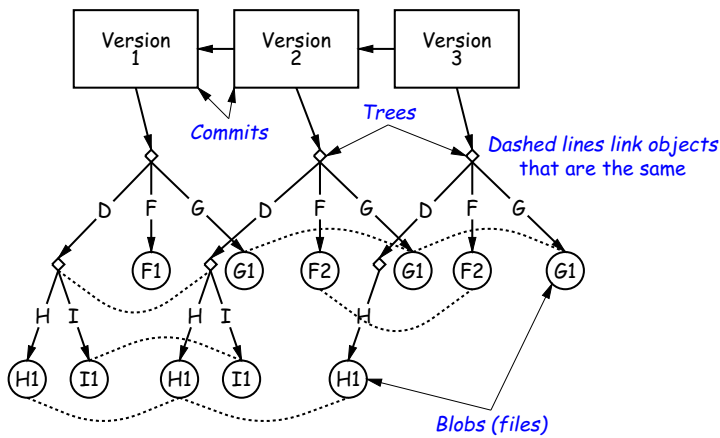 Version 1
Version 2
Version 3
Commits
Trees
Dashed lines link objects
that are the same
D F G
D F G
D F G
F1 G1 F2 G1 F2 G1
H I H I H
H1 I1 H1 I1 H1
Blobs (files)